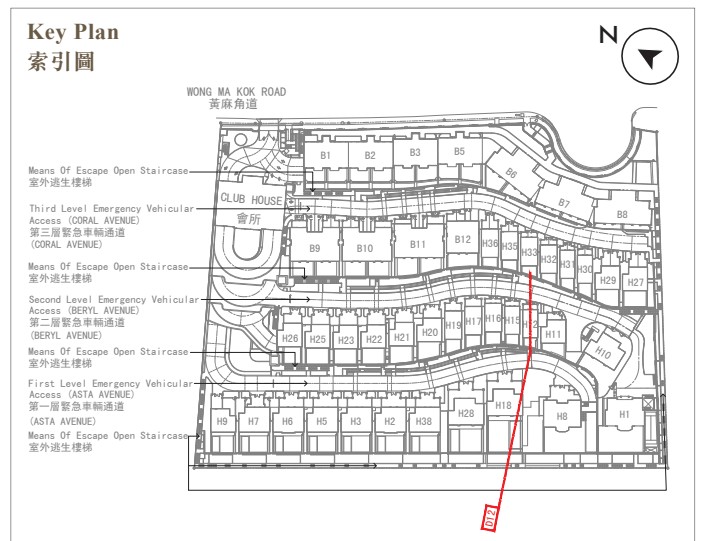 Key Plan
索引圖
N
WONG MA KOK ROAD
黃麻角道
B1 B2 B3 B5
B6
B7
B8
Means Of Escape Open Staircase
室外逃生樓梯
CLUB HOUSE
會所
Third Level Emergency Vehicular
Access (CORAL AVENUE)
第三層緊急車輛通道
(CORAL AVENUE)
B9 B10 B11 B12 H36 H35 H33 H32 H31 H30 H29 H27
Means Of Escape Open Staircase
室外逃生樓梯
Second Level Emergency Vehicular
Access (BERYL AVENUE)
第二層緊急車輛通道
(BERYL AVENUE)
H26 H25 H23 H22 H21 H20 H19 H17 H16 H15 H12 H11 H10
Means Of Escape Open Staircase
室外逃生樓梯
First Level Emergency Vehicular
Access (ASTA AVENUE)
第一層緊急車輛通道
(ASTA AVENUE)
H9 H7 H6 H5 H3 H2 H38 H28 H18 H8 H1
Means Of Escape Open Staircase
室外逃生樓梯
D12